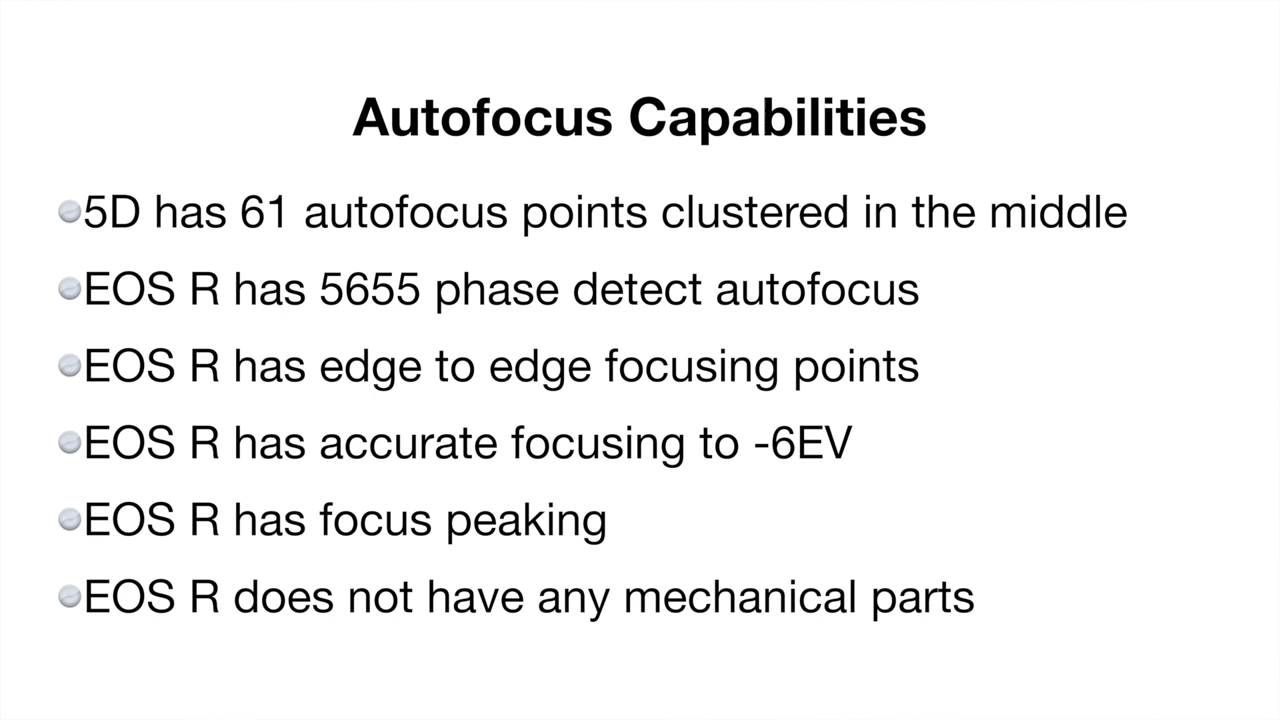 Autofocus Capabilities
5D has 61 autofocus points clustered in the middle
EOS R has 5655 phase detect autofocus
EOS R has edge to edge focusing points
EOS R has accurate focusing to -6EV
EOS R has focus peaking
EOS R does not have any mechanical parts